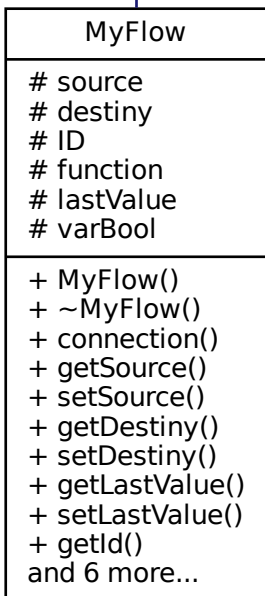 MyFlow
# source
# destiny
# ID
# function
# lastValue
# varBool
+ MyFlow()
+ ~MyFlow()
+ connection()
+ getSource()
+ setSource()
+ getDestiny()
+ setDestiny()
+ getLastValue()
+ setLastValue()
+ getId()
and 6 more...